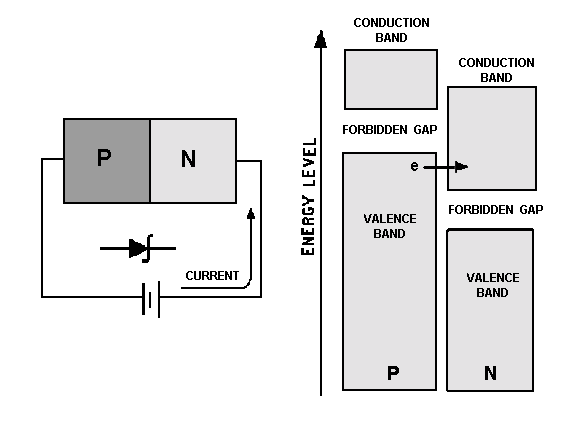 P N
CURRENT
ENERGY LEVEL
CONDUCTION
BAND
FORBIDDEN GAP
e
VALENCE
BAND
P
CONDUCTION
BAND
FORBIDDEN GAP
VALENCE
BAND
N